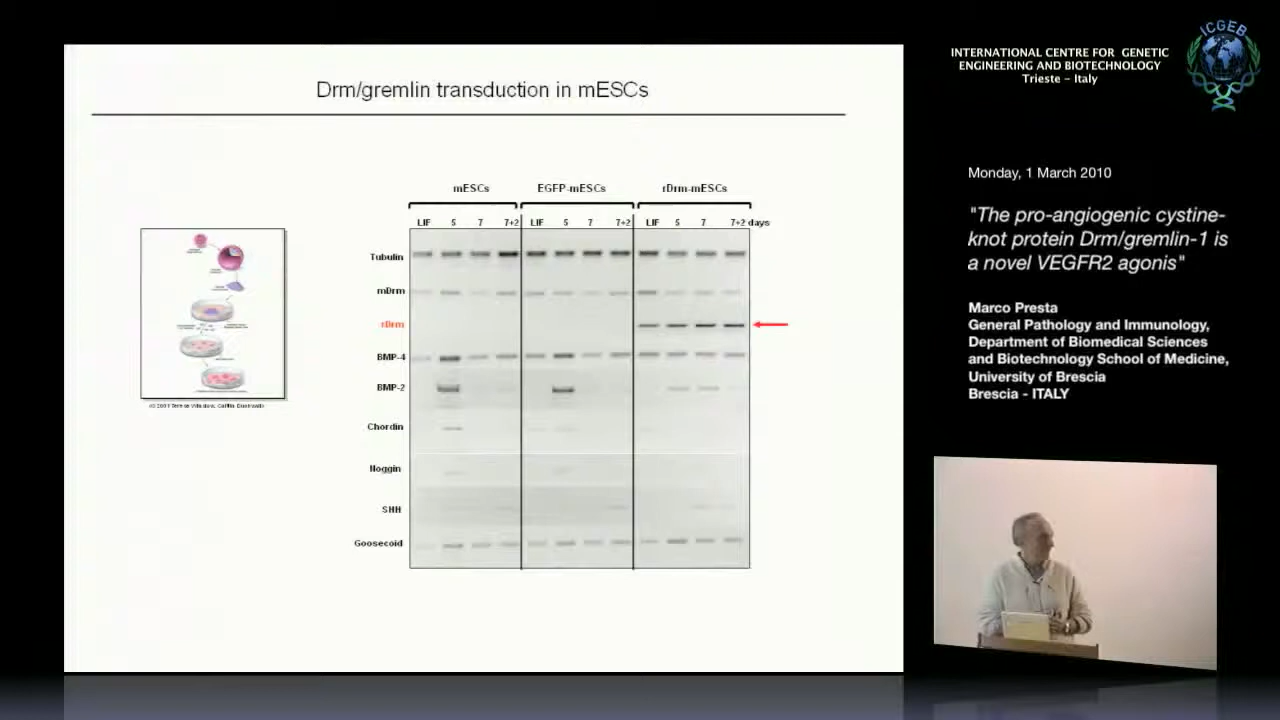 Drm/gremlin transduction in mESCs
mESCs
EGFP-mESCs
rDrm-mESCs
LIF 5 7 7+2 LIF 5 7 7+2 LIF 5 7 7+2 days
Tubulin
mDrm
rDrm
BMP-4
BMP-2
Chordin
Noggin
SHH
Goosecoid
ICGEB
INTERNATIONAL CENTRE FOR GENETIC
ENGINEERING AND BIOTECHNOLOGY
Trieste - Italy
Monday, 1 March 2010
"The pro-angiogenic cystine-
knot protein Drm/gremlin-1 is
a novel VEGFR2 agonis"
Marco Presta
General Pathology and Immunology,
Department of Biomedical Sciences
and Biotechnology School of Medicine,
University of Brescia
Brescia - ITALY